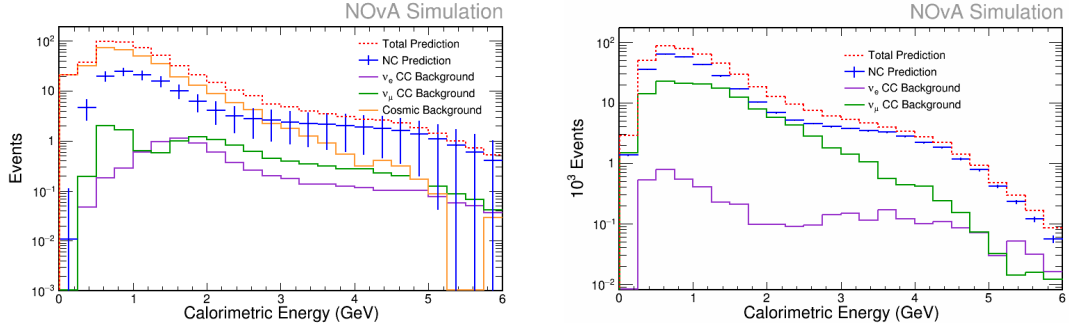 NOvA Simulation
Total Prediction
NC Prediction
νe CC Background
νμ CC Background
Cosmic Background
Events
10²
10
1
10⁻¹
10⁻²
10⁻³
0 1 2 3 4 5 6
Calorimetric Energy (GeV)
NOvA Simulation
Total Prediction
NC Prediction
νe CC Background
νμ CC Background
10³ Events
10²
10
1
10⁻¹
10⁻²
0 1 2 3 4 5 6
Calorimetric Energy (GeV)